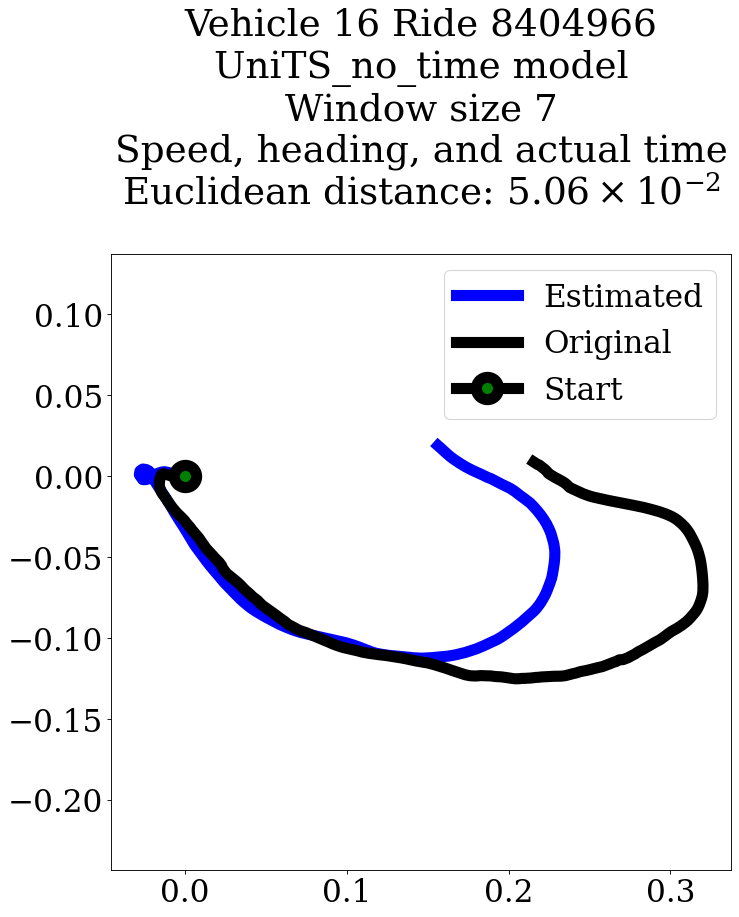 Vehicle 16 Ride 8404966
UniTS_no_time model
Window size 7
Speed, heading, and actual time
Euclidean distance: 5.06 × 10⁻²
Estimated
Original
Start
0.10
0.05
0.00
−0.05
−0.10
−0.15
−0.20
0.0 0.1 0.2 0.3